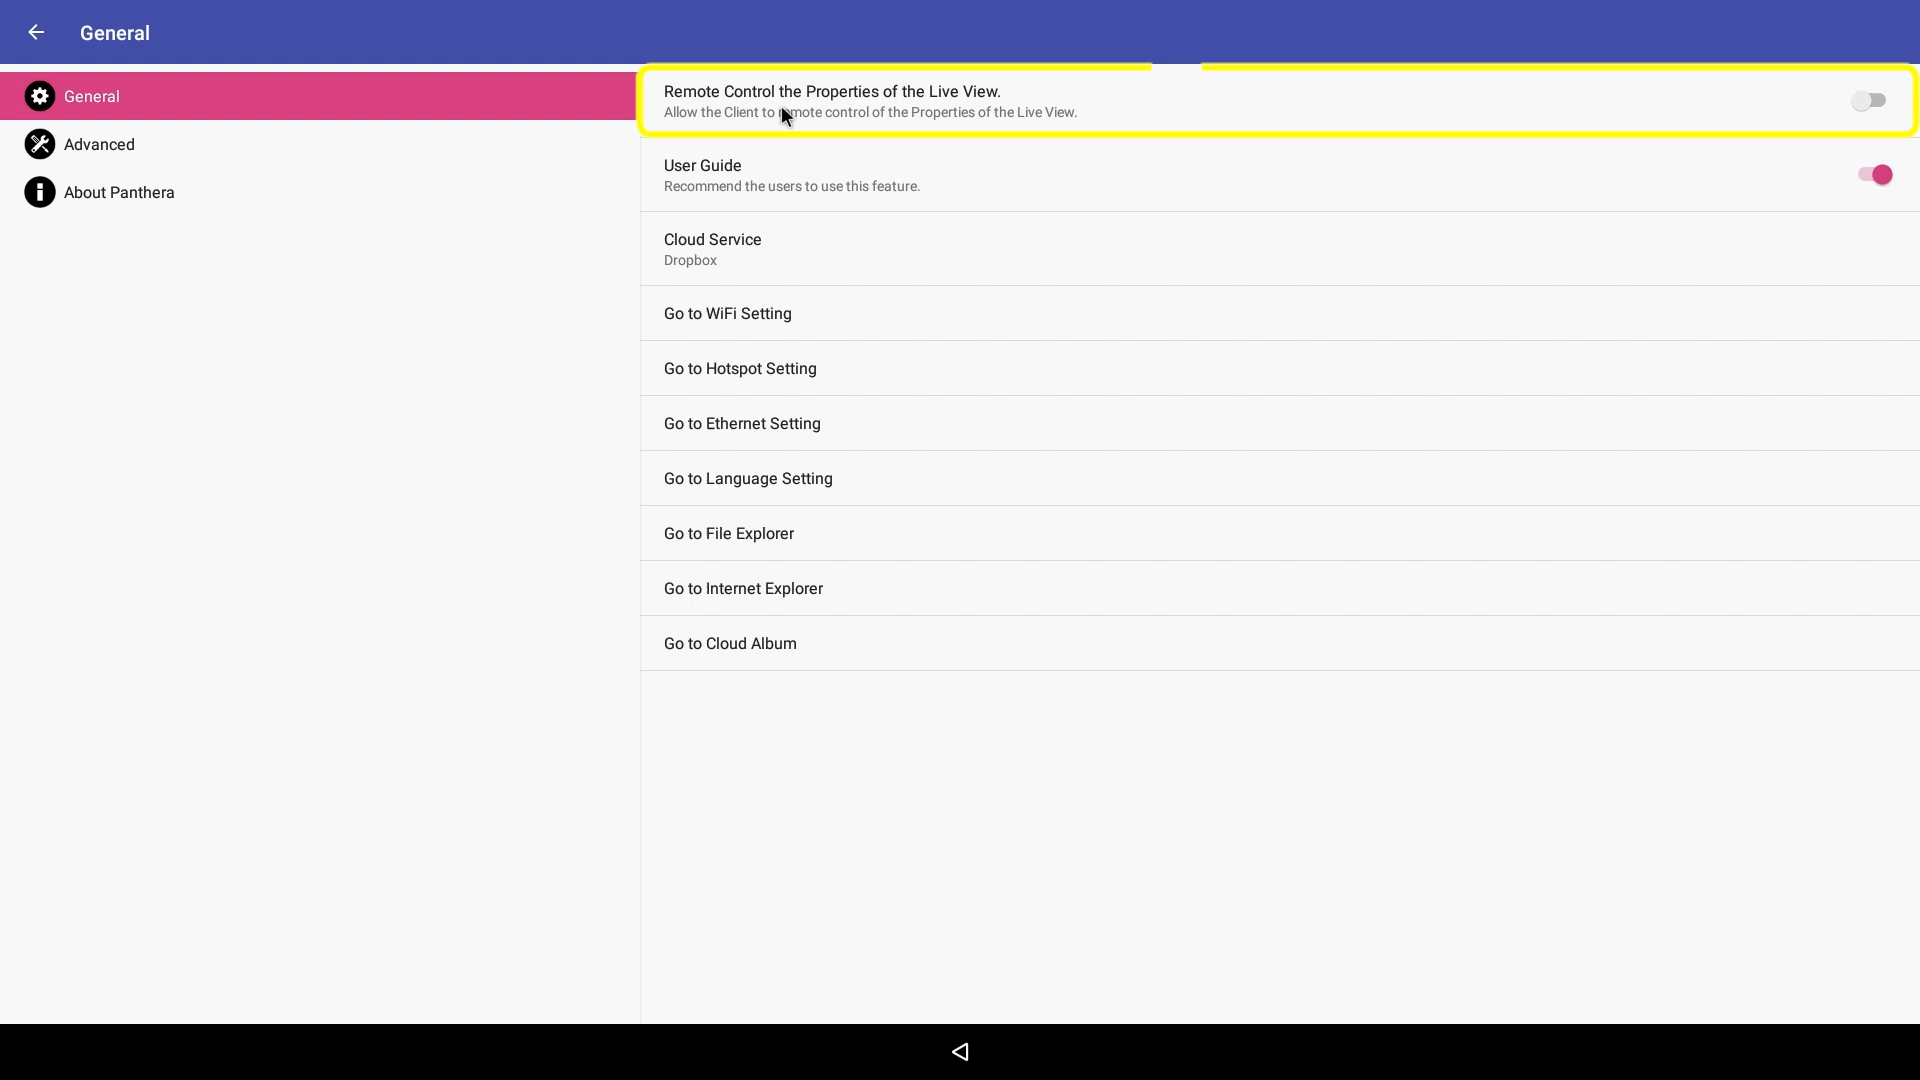 General
General
Advanced
About Panthera
Remote Control the Properties of the Live View.
Allow the Client to remote control of the Properties of the Live View.
User Guide
Recommend the users to use this feature.
Cloud Service
Dropbox
Go to WiFi Setting
Go to Hotspot Setting
Go to Ethernet Setting
Go to Language Setting
Go to File Explorer
Go to Internet Explorer
Go to Cloud Album